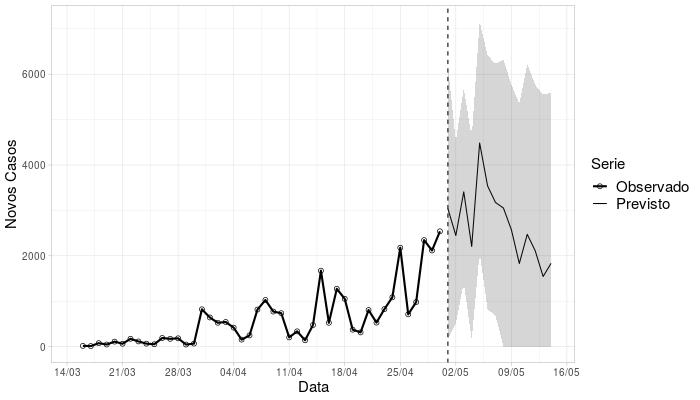 Novos Casos
6000
4000
2000
0
14/03 21/03 28/03 04/04 11/04 18/04 25/04 02/05 09/05 16/05
Data
Serie
Observado
Previsto